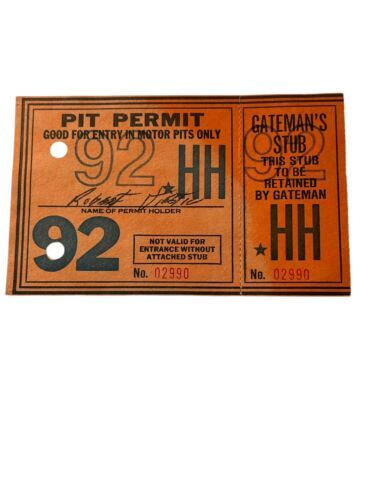 PIT PERMIT
GOOD FOR ENTRY IN MOTOR PITS ONLY
92
★HH
Robert
NAME OF PERMIT HOLDER
92
NOT VALID FOR
ENTRANCE WITHOUT
ATTACHED STUB
No. 02990
GATEMAN'S
STUB
92
THIS STUB
TO BE
RETAINED
BY GATEMAN
★HH
No. 02990